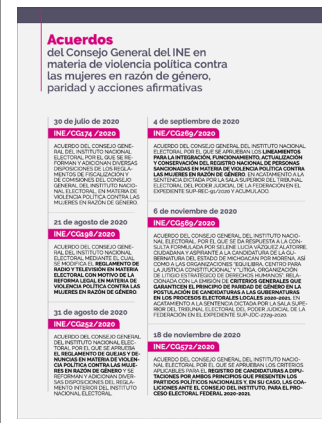 Acuerdos
del Consejo General del INE en
materia de violencia política contra
las mujeres en razón de género,
paridad y acciones afirmativas
30 de julio de 2020
INE/CG174 /2020
ACUERDO DEL CONSEJO GENE-
RAL DEL INSTITUTO NACIONAL
ELECTORAL POR EL QUE SE RE-
FORMAN Y ADICIONAN DIVERSAS
DISPOSICIONES DE LOS REGLA-
MENTOS DE FISCALIZACIÓN Y
DE COMISIONES DEL CONSEJO
GENERAL DEL INSTITUTO NACIO-
NAL ELECTORAL, EN MATERIA DE
VIOLENCIA POLÍTICA CONTRA LAS
MUJERES EN RAZÓN DE GÉNERO.
21 de agosto de 2020
INE/CG198/2020
ACUERDO DEL CONSEJO GENE-
RAL DEL INSTITUTO NACIONAL
ELECTORAL MEDIANTE EL CUAL
SE MODIFICA EL REGLAMENTO DE
RADIO Y TELEVISIÓN EN MATERIA
ELECTORAL CON MOTIVO DE LA
REFORMA LEGAL EN MATERIA DE
VIOLENCIA POLÍTICA CONTRA LAS
MUJERES EN RAZÓN DE GÉNERO
31 de agosto de 2020
INE/CG252/2020
ACUERDO DEL CONSEJO GENERAL
DEL INSTITUTO NACIONAL ELEC-
TORAL POR EL QUE SE APRUEBA
EL REGLAMENTO DE QUEJAS Y DE-
NUNCIAS EN MATERIA DE VIOLEN-
CIA POLÍTICA CONTRA LAS MUJE-
RES EN RAZÓN DE GÉNERO Y SE
REFORMAN Y ADICIONAN DIVER-
SAS DISPOSICIONES DEL REGLA-
MENTO INTERIOR DEL INSTITUTO
NACIONAL ELECTORAL.
4 de septiembre de 2020
INE/CG269/2020
ACUERDO DEL CONSEJO GENERAL DEL INSTITUTO NACIONAL
ELECTORAL POR EL QUE SE APRUEBAN LOS LINEAMIENTOS
PARA LA INTEGRACIÓN, FUNCIONAMIENTO, ACTUALIZACIÓN
Y CONSERVACIÓN DEL REGISTRO NACIONAL DE PERSONAS
SANCIONADAS EN MATERIA DE VIOLENCIA POLÍTICA CONTRA
LAS MUJERES EN RAZÓN DE GÉNERO, EN ACATAMIENTO A LA
SENTENCIA DICTADA POR LA SALA SUPERIOR DEL TRIBUNAL
ELECTORAL DEL PODER JUDICIAL DE LA FEDERACIÓN EN EL
EXPEDIENTE SUP-REC-91/2020 Y ACUMULADO.
6 de noviembre de 2020
INE/CG569/2020
ACUERDO DEL CONSEJO GENERAL DEL INSTITUTO NACIONAL
ELECTORAL, POR EL QUE SE DA RESPUESTA A LA CON-
SULTA FORMULADA POR SELENE LUCÍA VÁZQUEZ ALATORRE,
CIUDADANA ASPIRANTE A LA CANDIDATURA DE LA GU-
BERNATURA DEL ESTADO DE MICHOACÁN POR MORENA, ASÍ
COMO A LAS ORGANIZACIONES "EQUILIBRA, CENTRO PARA
LA JUSTICIA CONSTITUCIONAL" Y "LITIGA, ORGANIZACIÓN
DE LITIGIO ESTRATÉGICO DE DERECHOS HUMANOS" RELA-
CIONADA CON LA EMISIÓN DE CRITERIOS GENERALES QUE
GARANTICEN EL PRINCIPIO DE PARIDAD DE GÉNERO EN LA
POSTULACIÓN DE CANDIDATURAS A LAS GUBERNATURAS
EN LOS PROCESOS ELECTORALES LOCALES 2020-2021, EN
ACATAMIENTO A LA SENTENCIA DICTADA POR LA SALA SUPE-
RIOR DEL TRIBUNAL ELECTORAL DEL PODER JUDICIAL DE LA
FEDERACIÓN EN EL EXPEDIENTE SUP-JDC-2729-2020.
18 de noviembre de 2020
INE/CG572/2020
ACUERDO DEL CONSEJO GENERAL DEL INSTITUTO NACIO-
NAL ELECTORAL POR EL QUE SE APRUEBAN LOS CRITERIOS
APLICABLES PARA EL REGISTRO DE CANDIDATURAS A DIPU-
TACIONES POR AMBOS PRINCIPIOS QUE PRESENTEN LOS
PARTIDOS POLÍTICOS NACIONALES Y, EN SU CASO, LAS COA-
LICIONES ANTE EL CONSEJO DEL INSTITUTO, PARA EL PRO-
CESO ELECTORAL FEDERAL 2020-2021